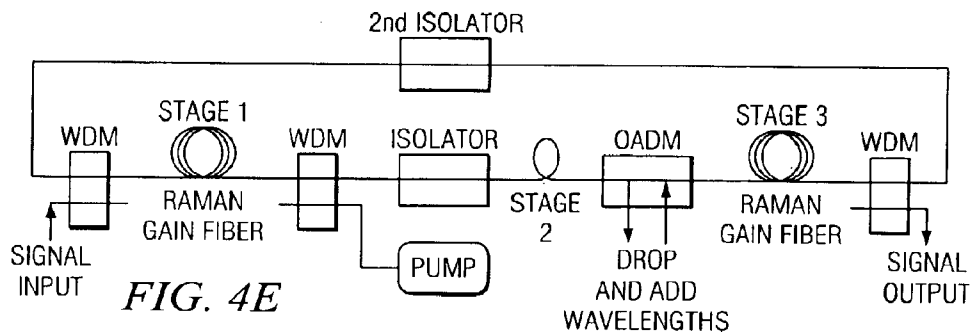 2nd ISOLATOR
STAGE 1
STAGE 3
WDM
WDM
ISOLATOR
OADM
WDM
STAGE
2
RAMAN
GAIN FIBER
RAMAN
GAIN FIBER
SIGNAL
INPUT
PUMP
DROP
AND ADD
WAVELENGTHS
SIGNAL
OUTPUT
FIG. 4E